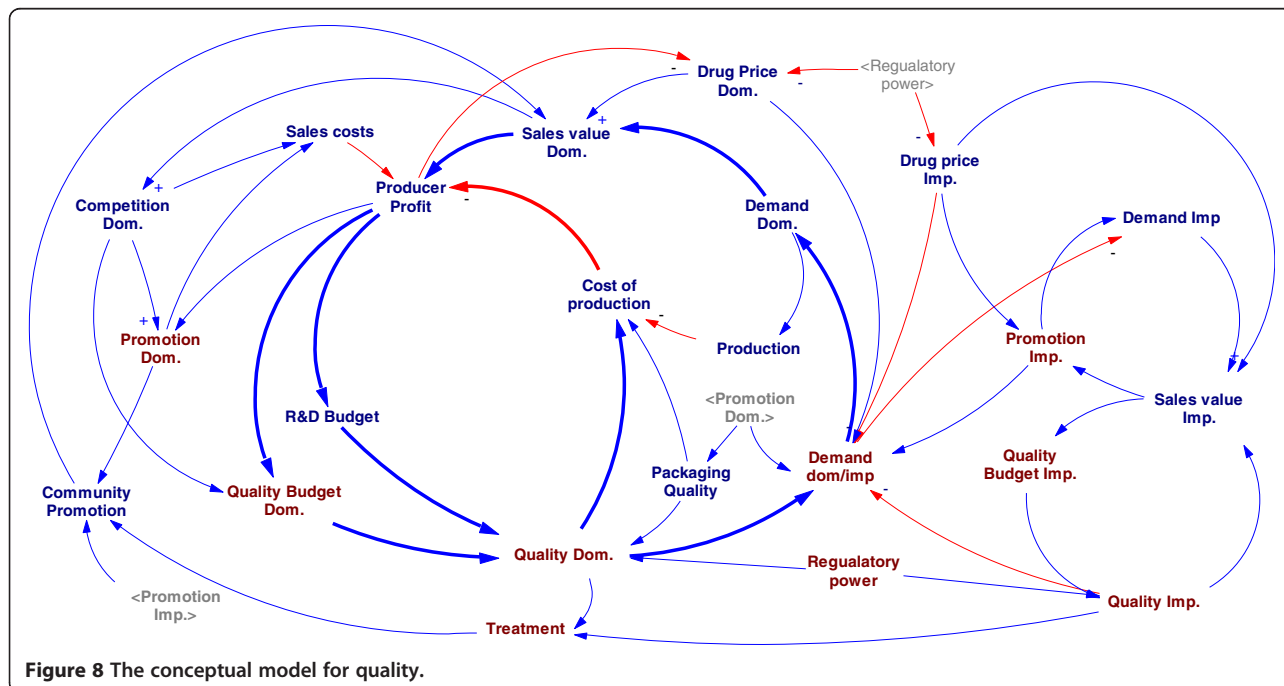 <Regualatory
power>
Drug Price
Dom.
-
-
-
Sales costs
Sales value
Dom.
+
-
Drug price
Imp.
Producer
Profit
-
+
Competition
Dom.
Demand
Dom.
Demand Imp
-
Cost of
production
-
+
Promotion
Dom.
Production
Promotion
Imp.
+
Sales value
Imp.
<Promotion
Dom.>
R&D Budget
-
Demand
dom/imp
-
Quality
Budget Imp.
Packaging
Quality
Community
Promotion
Quality Budget
Dom.
Quality Dom.
Regualatory
power
<Promotion
Imp.>
Quality Imp.
Treatment
Figure 8 The conceptual model for quality.